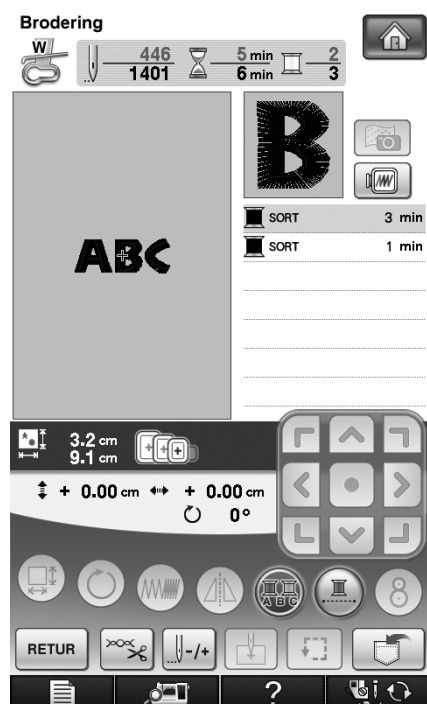 Brodering
W
446 5 min 2
1401 6 min 3
B
SORT 3 min
SORT 1 min
ABC
3.2 cm
9.1 cm
+ 0.00 cm + 0.00 cm
0°
A B C
RETUR
-/+
?